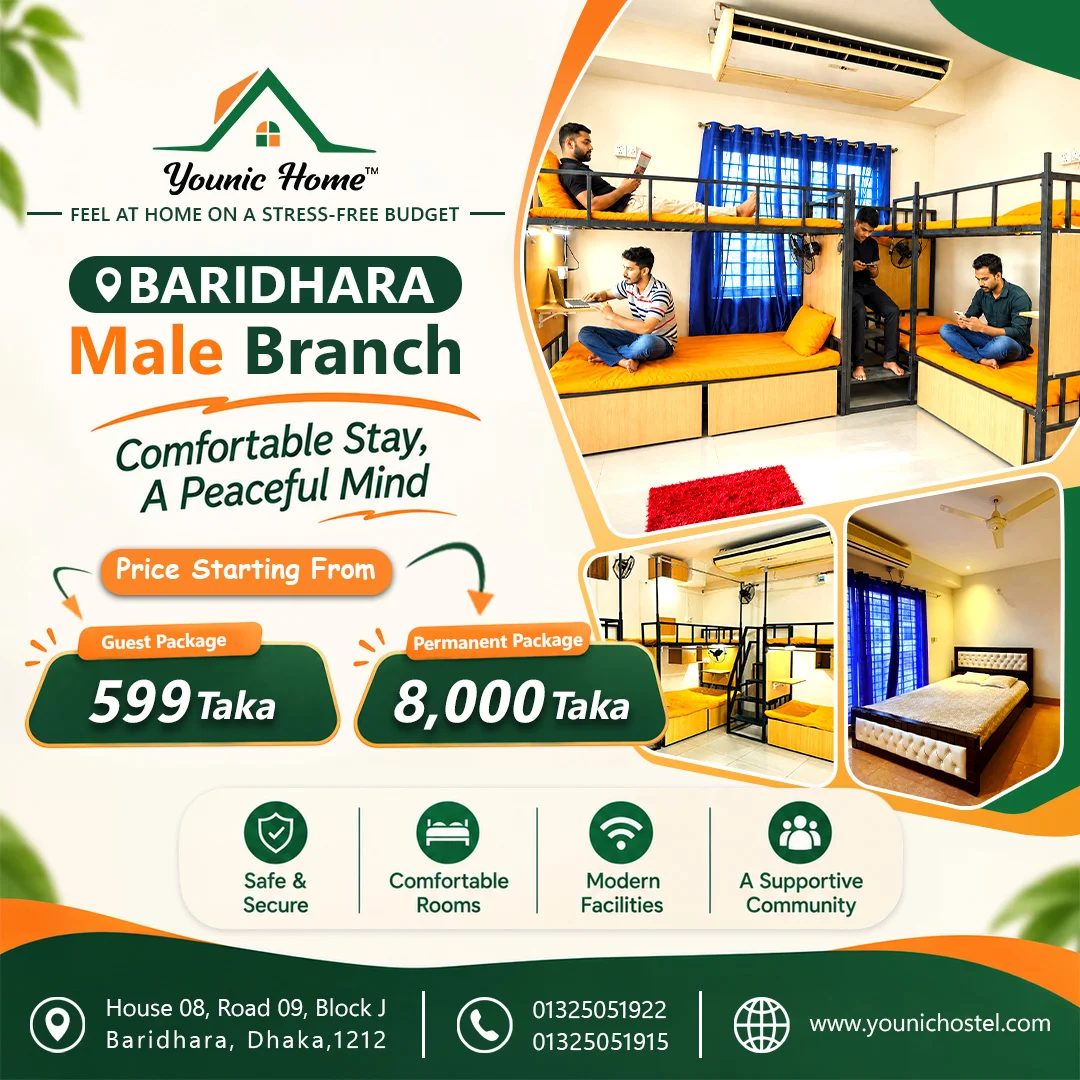 Younic Home™
FEEL AT HOME ON A STRESS-FREE BUDGET
BARIDHARA
Male Branch
Comfortable Stay,
A Peaceful Mind
Price Starting From
Guest Package
599 Taka
Permanent Package
8,000 Taka
Safe &
Secure
Comfortable
Rooms
Modern
Facilities
A Supportive
Community
House 08, Road 09, Block J
Baridhara, Dhaka,1212
01325051922
01325051915
www.younichostel.com